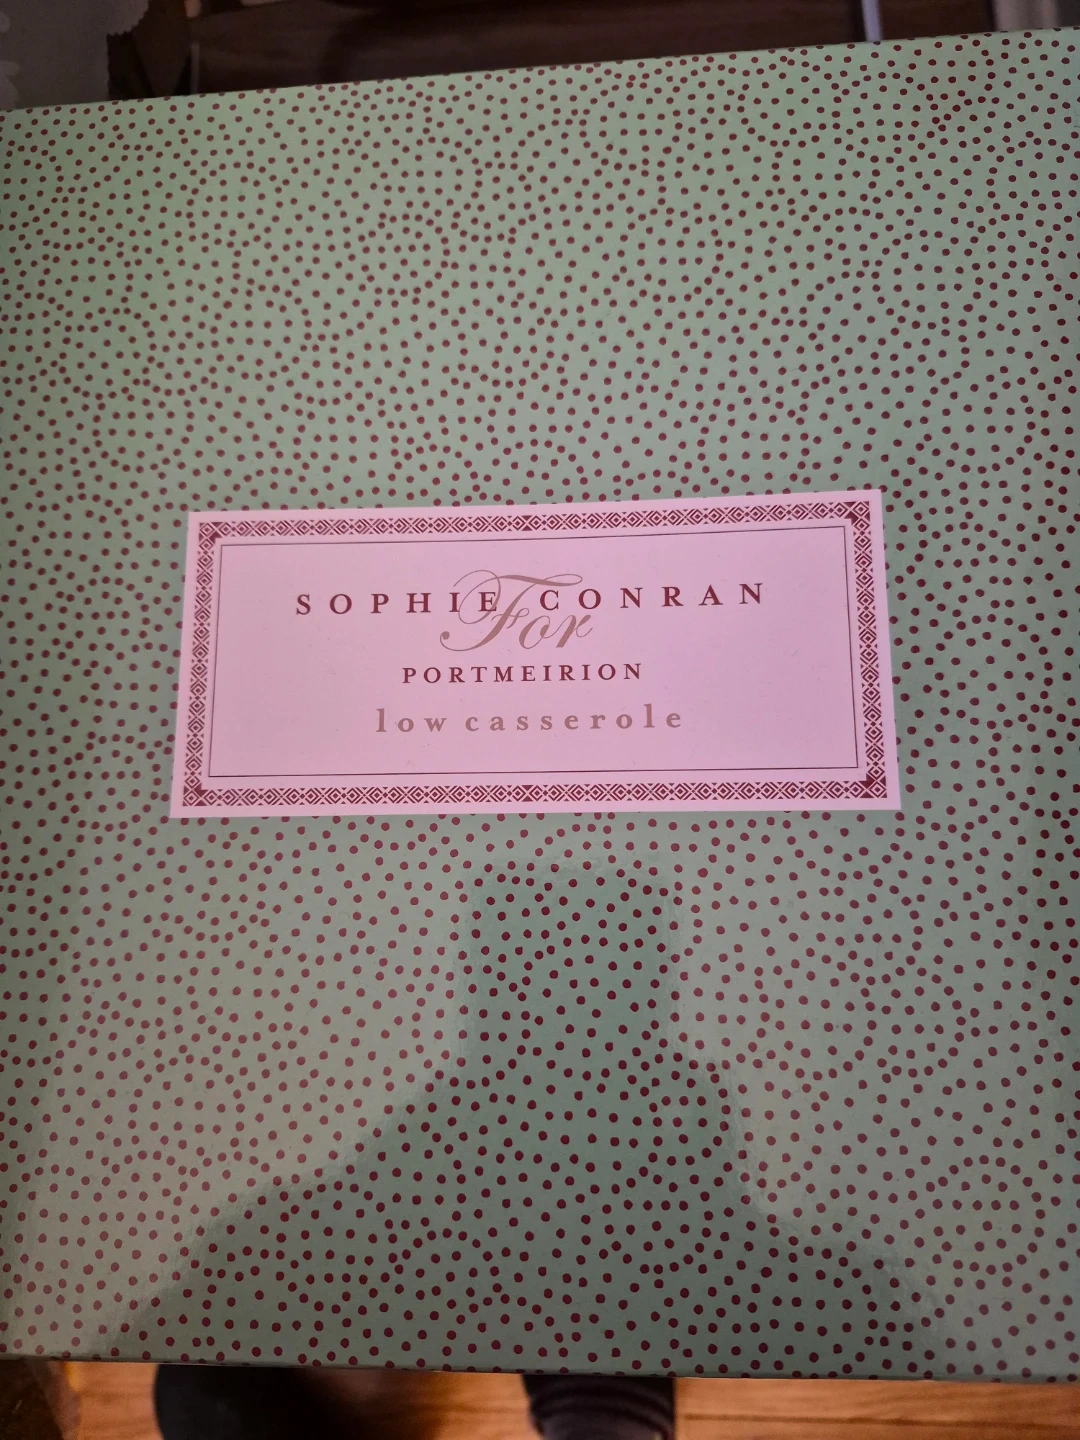 SOPHIE CONRAN
For
PORTMEIRION
low casserole